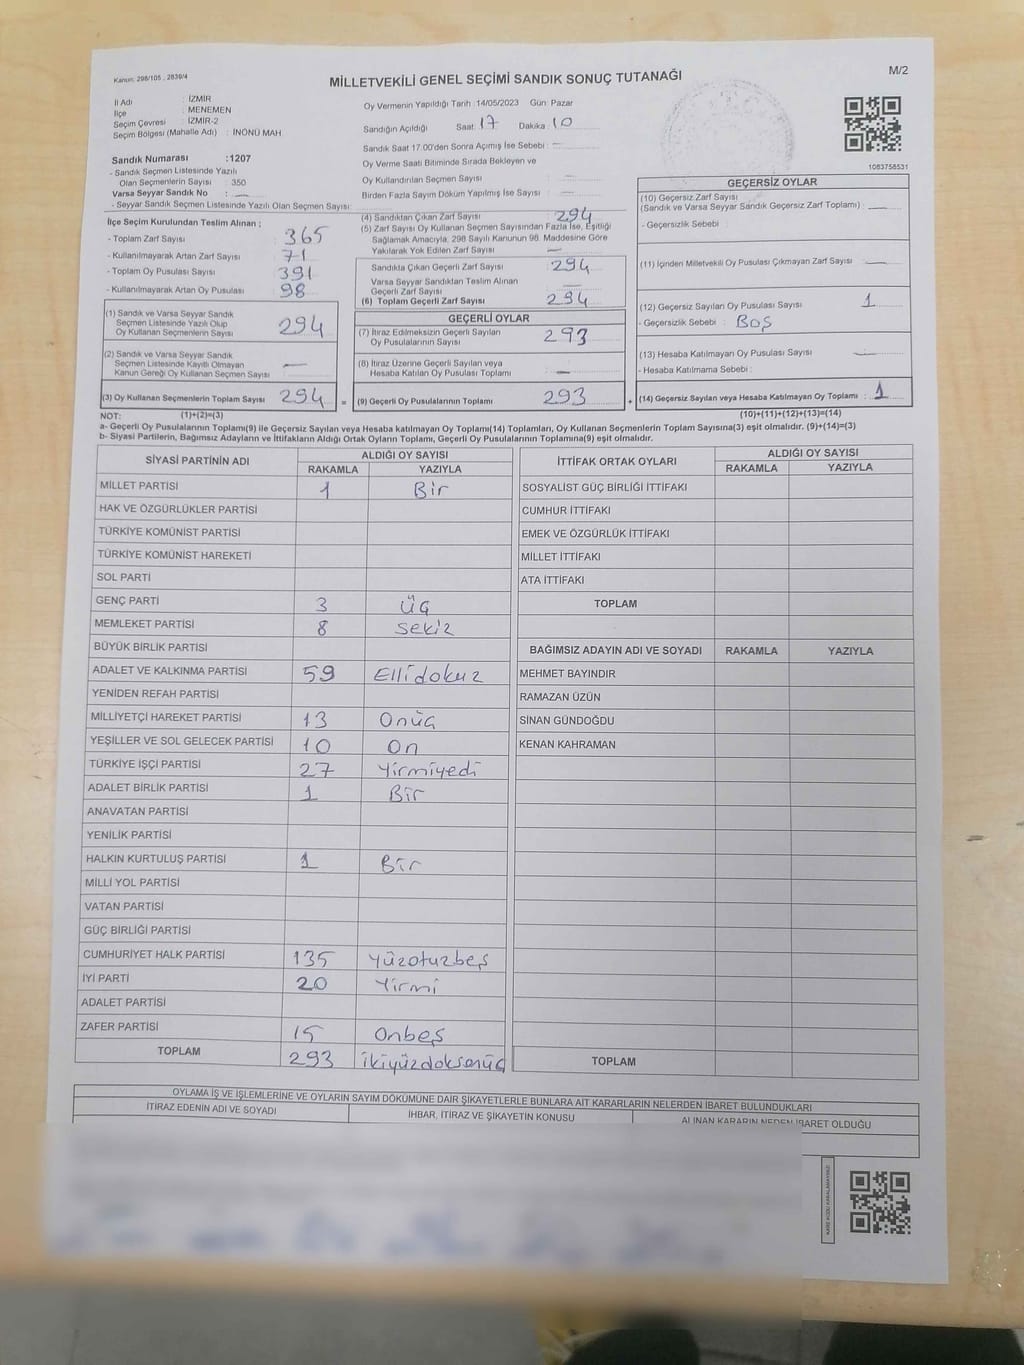 Kanun: 298/105 , 2839/4
MİLLETVEKİLİ GENEL SEÇİMİ SANDIK SONUÇ TUTANAĞI
M/2
İl Adı : İZMİR
İlçe : MENEMEN
Seçim Çevresi : İZMİR-2
Seçim Bölgesi (Mahalle Adı) : İNÖNÜ MAH
Sandık Numarası :1207
- Sandık Seçmen Listesinde Yazılı
Olan Seçmenlerin Sayısı : 350
Varsa Seyyar Sandık No : —
- Seyyar Sandık Seçmen Listesinde Yazılı Olan Seçmen Sayısı:
Oy Vermenin Yapıldığı Tarih :14/05/2023 Gün: Pazar
Sandığın Açıldığı Saat: 17 Dakika: 10
Sandık Saat 17.00'den Sonra Açımış İse Sebebi : —
Oy Verme Saati Bitiminde Sırada Bekleyen ve
Oy Kullandırılan Seçmen Sayısı : —
Birden Fazla Sayım Döküm Yapılmış İse Sayısı : —
1083758531
İlçe Seçim Kurulundan Teslim Alınan ;
- Toplam Zarf Sayısı : 365
- Kullanılmayarak Artan Zarf Sayısı : 71
- Toplam Oy Pusulası Sayısı : 391
- Kullanılmayarak Artan Oy Pusulası : 98
(1) Sandık ve Varsa Seyyar Sandık
Seçmen Listesinde Yazılı Olup
Oy Kullanan Seçmenlerin Sayısı : 294
(2) Sandık ve Varsa Seyyar Sandık
Seçmen Listesinde Kayıtlı Olmayan
Kanun Gereği Oy Kullanan Seçmen Sayısı : —
(3) Oy Kullanan Seçmenlerin Toplam Sayısı : 294 =
(4) Sandıktan Çıkan Zarf Sayısı : 294
(5) Zarf Sayısı Oy Kullanan Seçmen Sayısından Fazla İse, Eşitliği
Sağlamak Amacıyla, 298 Sayılı Kanunun 98. Maddesine Göre
Yakılarak Yok Edilen Zarf Sayısı : —
Sandıkta Çıkan Geçerli Zarf Sayısı : 294
Varsa Seyyar Sandıktan Teslim Alınan
Geçerli Zarf Sayısı : —
(6) Toplam Geçerli Zarf Sayısı : 294
GEÇERLİ OYLAR
(7) İtiraz Edilmeksizin Geçerli Sayılan
Oy Pusulalarının Sayısı : 293
(8) İtiraz Üzerine Geçerli Sayılan veya
Hesaba Katılan Oy Pusulası Toplamı : —
(9) Geçerli Oy Pusulalarının Toplamı : 293 +
GEÇERSİZ OYLAR
(10) Geçersiz Zarf Sayısı
(Sandık ve Varsa Seyyar Sandık Geçersiz Zarf Toplamı) : —
- Geçersizlik Sebebi :
(11) İçinden Milletvekili Oy Pusulası Çıkmayan Zarf Sayısı : —
(12) Geçersiz Sayılan Oy Pusulası Sayısı : 1
- Geçersizlik Sebebi : Boş
(13) Hesaba Katılmayan Oy Pusulası Sayısı : —
- Hesaba Katılmama Sebebi :
(14) Geçersiz Sayılan veya Hesaba Katılmayan Oy Toplamı : 1
NOT: (1)+(2)=(3) (10)+(11)+(12)+(13)=(14)
a- Geçerli Oy Pusulalarının Toplamı(9) ile Geçersiz Sayılan veya Hesaba katılmayan Oy Pusulası Toplamı(14) Toplamları, Oy Kullanan Seçmenlerin Toplam Sayısına(3) eşit olmalıdır. (9)+(14)=(3)
b- Siyasi Partilerin, Bağımsız Adayların ve İttifakların Aldığı Ortak Oyların Toplamı, Geçerli Oy Pusulalarının Toplamına(9) eşit olmalıdır.
SİYASİ PARTİNİN ADI ALDIĞI OY SAYISI
RAKAMLA YAZIYLA
MİLLET PARTİSİ 1 Bir
HAK VE ÖZGÜRLÜKLER PARTİSİ
TÜRKİYE KOMÜNİST PARTİSİ
TÜRKİYE KOMÜNİST HAREKETİ
SOL PARTİ
GENÇ PARTİ 3 üç
MEMLEKET PARTİSİ 8 sekiz
BÜYÜK BİRLİK PARTİSİ
ADALET VE KALKINMA PARTİSİ 59 Ellidokuz
YENİDEN REFAH PARTİSİ
MİLLİYETÇİ HAREKET PARTİSİ 13 Onüç
YEŞİLLER VE SOL GELECEK PARTİSİ 10 On
TÜRKİYE İŞÇİ PARTİSİ 27 Yirmiyedi
ADALET BİRLİK PARTİSİ 1 Bir
ANAVATAN PARTİSİ
YENİLİK PARTİSİ
HALKIN KURTULUŞ PARTİSİ 1 Bir
MİLLİ YOL PARTİSİ
VATAN PARTİSİ
GÜÇ BİRLİĞİ PARTİSİ
CUMHURİYET HALK PARTİSİ 135 Yüzotuzbeş
İYİ PARTİ 20 Yirmi
ADALET PARTİSİ
ZAFER PARTİSİ 15 Onbeş
TOPLAM 293 ikiyüzdoksanüç
İTTİFAK ORTAK OYLARI ALDIĞI OY SAYISI
RAKAMLA YAZIYLA
SOSYALİST GÜÇ BİRLİĞİ İTTİFAKI
CUMHUR İTTİFAKI
EMEK VE ÖZGÜRLÜK İTTİFAKI
MİLLET İTTİFAKI
ATA İTTİFAKI
TOPLAM
BAĞIMSIZ ADAYIN ADI VE SOYADI RAKAMLA YAZIYLA
MEHMET BAYINDIR
RAMAZAN ÜZÜN
SİNAN GÜNDOĞDU
KENAN KAHRAMAN
TOPLAM
OYLAMA İŞ VE İŞLEMLERİNE VE OYLARIN SAYIM DÖKÜMÜNE DAİR ŞİKAYETLERLE BUNLARA AİT KARARLARIN NELERDEN İBARET BULUNDUKLARI
İTİRAZ EDENİN ADI VE SOYADI İHBAR, İTİRAZ VE ŞİKAYETİN KONUSU ALINAN KARARIN NEDEN İBARET OLDUĞU
KARE KODU KARALAMAYINIZ!